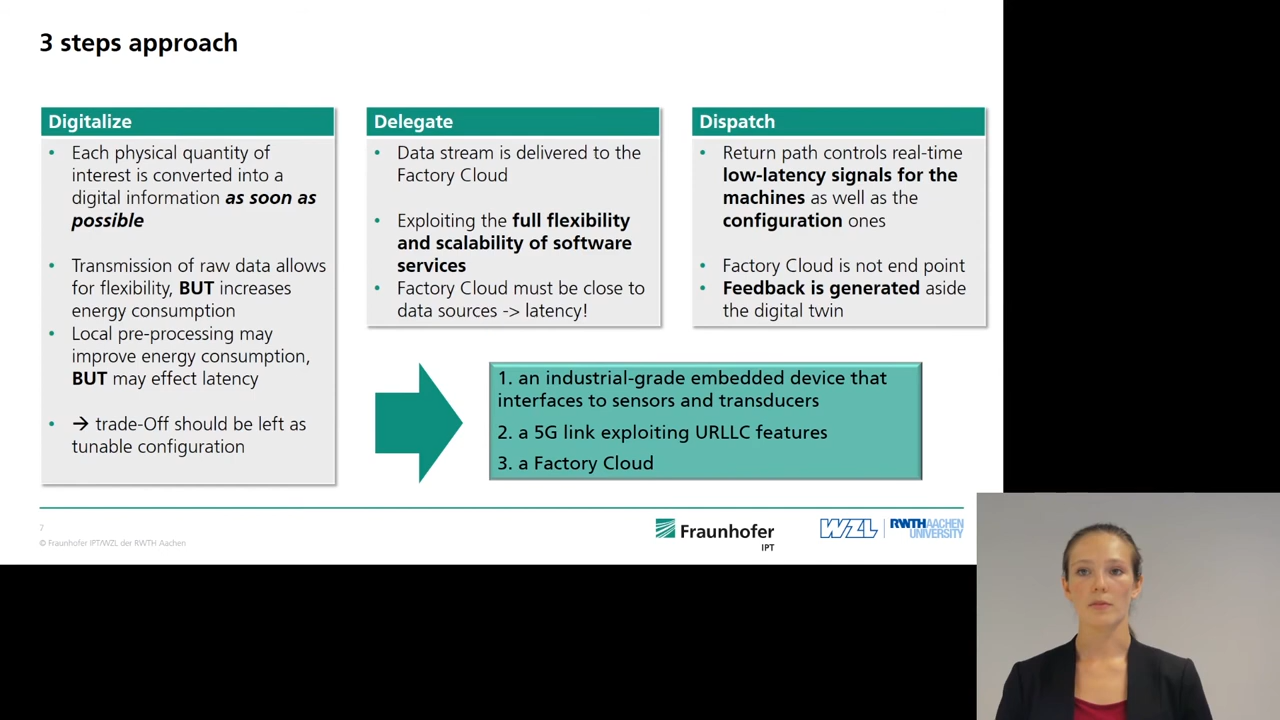 3 steps approach
Digitalize
• Each physical quantity of
interest is converted into a
digital information as soon as
possible
• Transmission of raw data allows
for flexibility, BUT increases
energy consumption
• Local pre-processing may
improve energy consumption,
BUT may effect latency
• → trade-Off should be left as
tunable configuration
Delegate
• Data stream is delivered to the
Factory Cloud
• Exploiting the full flexibility
and scalability of software
services
• Factory Cloud must be close to
data sources -> latency!
Dispatch
• Return path controls real-time
low-latency signals for the
machines as well as the
configuration ones
• Factory Cloud is not end point
• Feedback is generated aside
the digital twin
1. an industrial-grade embedded device that
interfaces to sensors and transducers
2. a 5G link exploiting URLLC features
3. a Factory Cloud
7
© Fraunhofer IPT/WZL der RWTH Aachen
Fraunhofer
IPT
WZL
RWTH AACHEN
UNIVERSITY